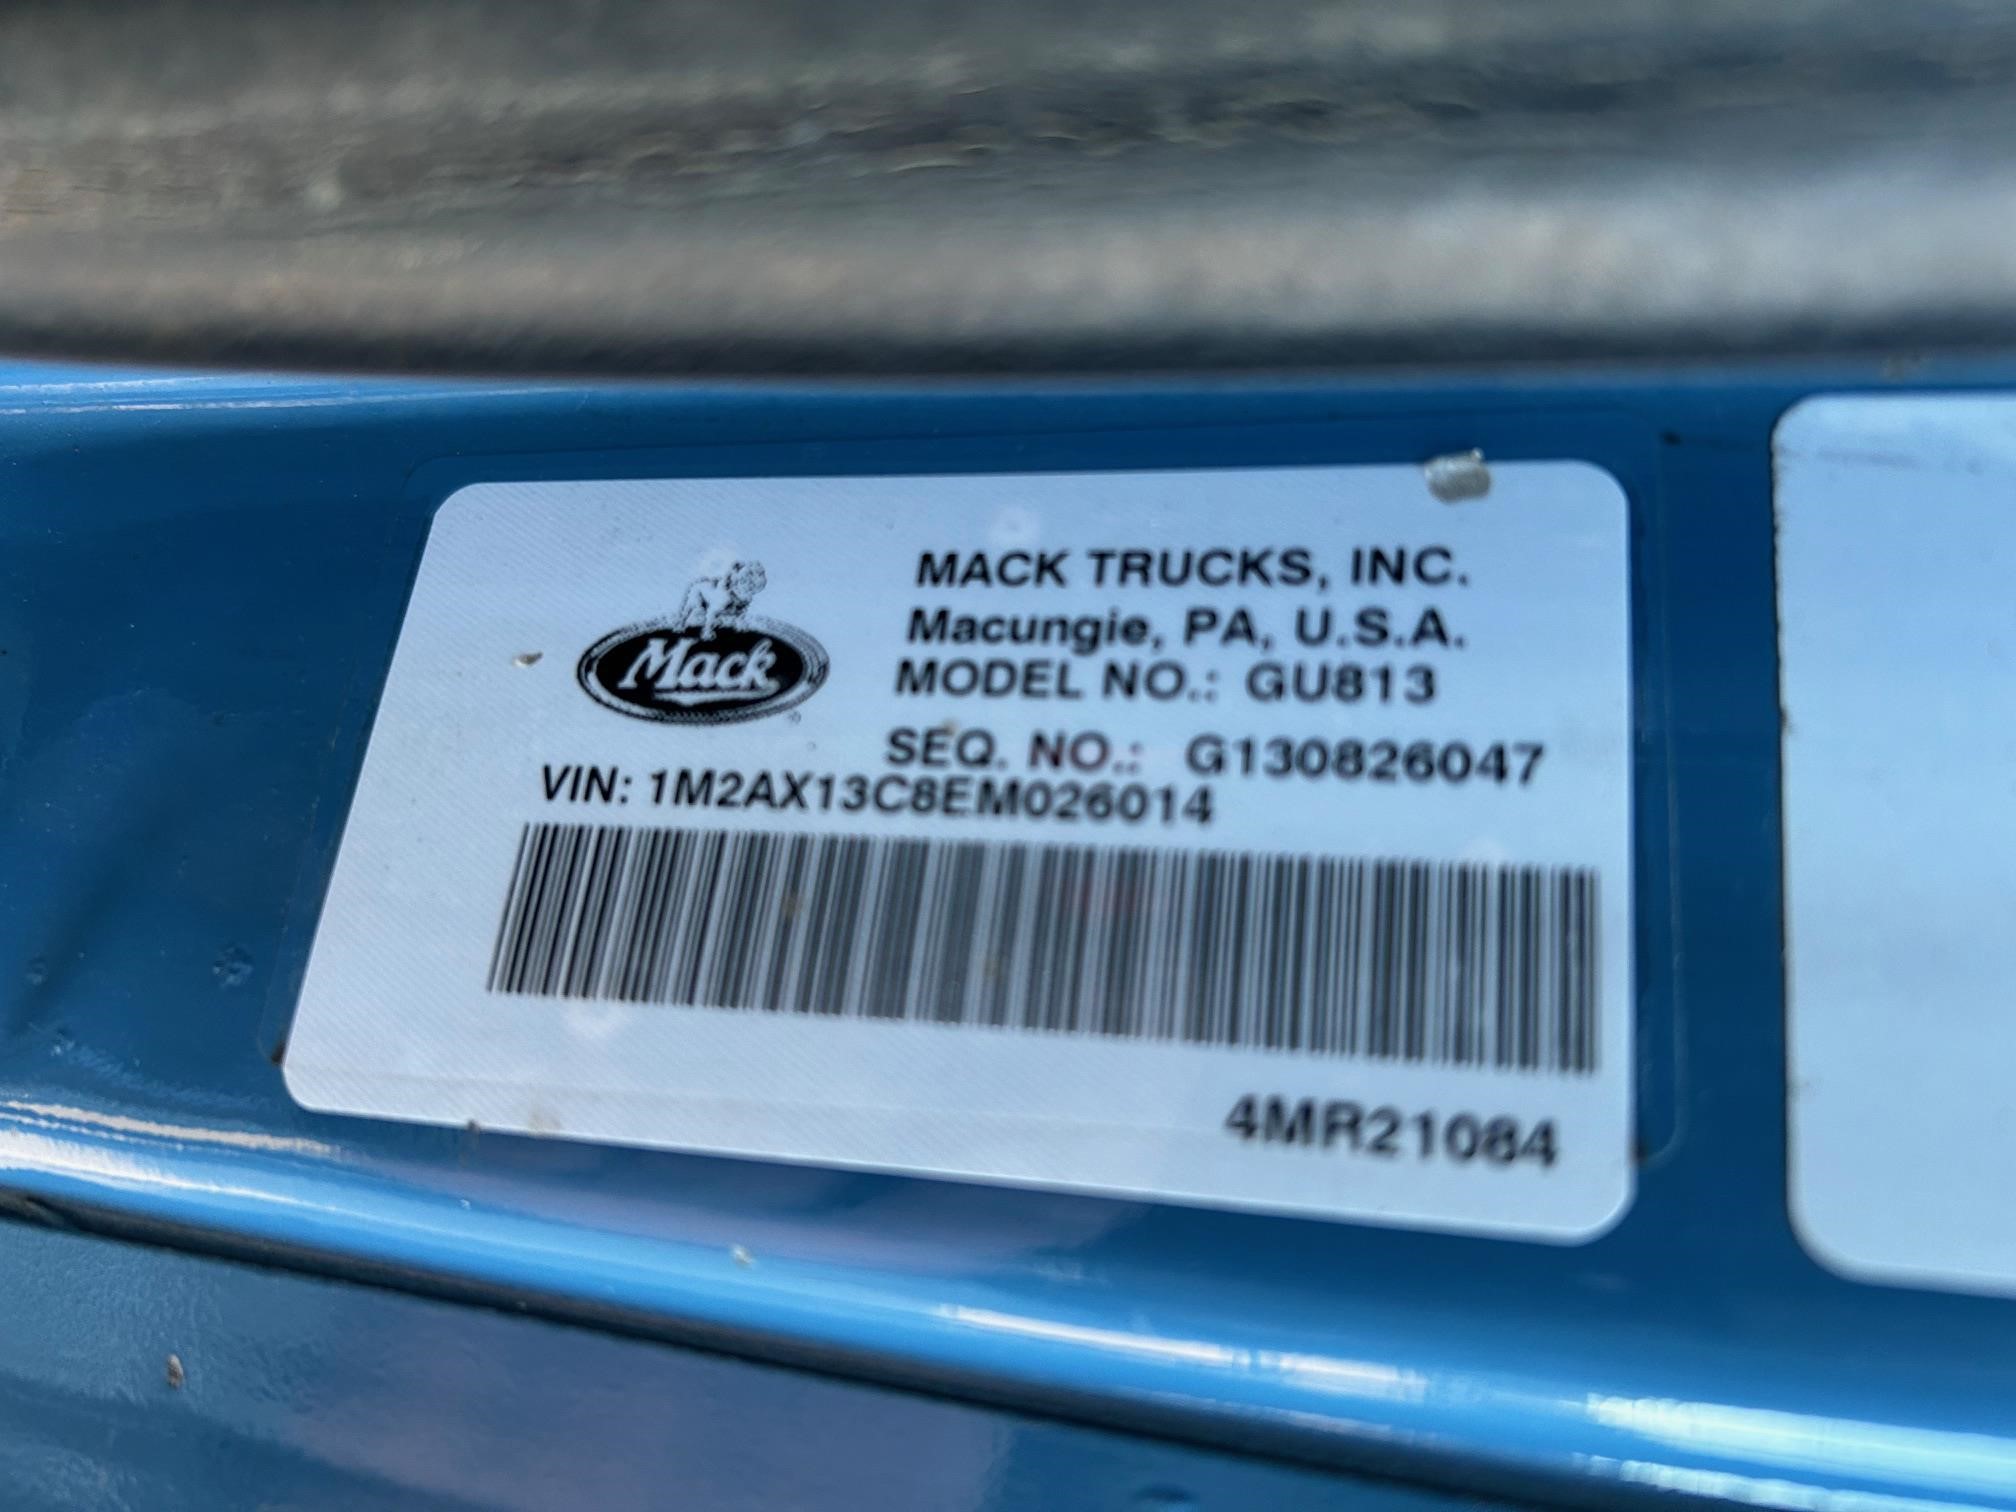 Mack
MACK TRUCKS, INC.
Macungie, PA, U.S.A.
MODEL NO.: GU813
SEQ. NO.: G130826047
VIN: 1M2AX13C8EM026014
4MR21084